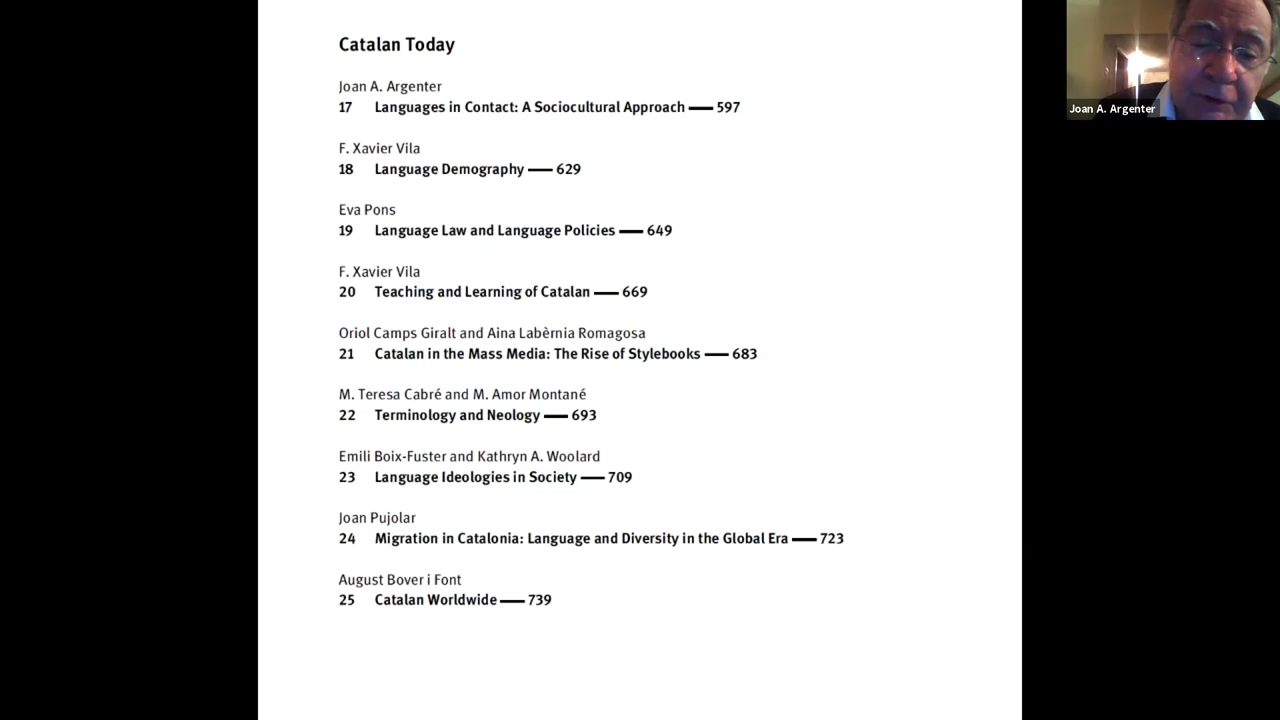 Catalan Today
Joan A. Argenter
17 Languages in Contact: A Sociocultural Approach — 597
F. Xavier Vila
18 Language Demography — 629
Eva Pons
19 Language Law and Language Policies — 649
F. Xavier Vila
20 Teaching and Learning of Catalan — 669
Oriol Camps Giralt and Aina Labèrnia Romagosa
21 Catalan in the Mass Media: The Rise of Stylebooks — 683
M. Teresa Cabré and M. Amor Montané
22 Terminology and Neology — 693
Emili Boix-Fuster and Kathryn A. Woolard
23 Language Ideologies in Society — 709
Joan Pujolar
24 Migration in Catalonia: Language and Diversity in the Global Era — 723
August Bover i Font
25 Catalan Worldwide — 739
Joan A. Argenter